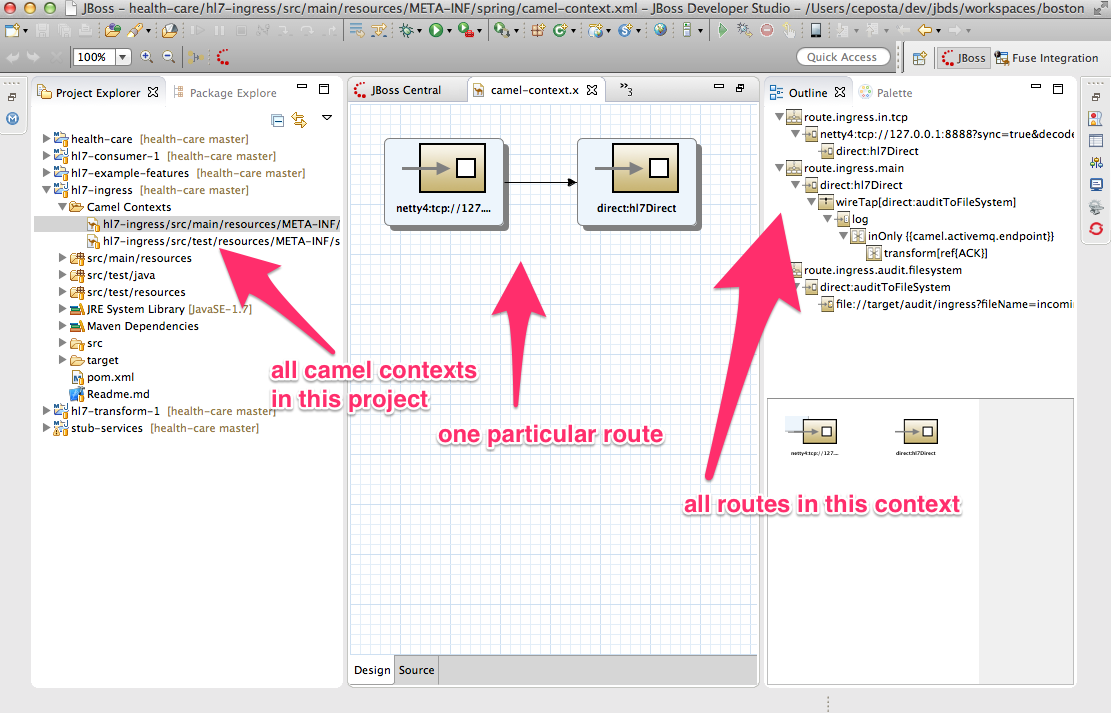 JBoss - health-care/hl7-ingress/src/main/resources/META-INF/spring/camel-context.xml - JBoss Developer Studio - /Users/ceposta/dev/jbds/workspaces/boston
100%
Quick Access
JBoss
Fuse Integration
Project Explorer
Package Explorer
health-care [health-care master]
hl7-consumer-1 [health-care master]
hl7-example-features [health-care master]
hl7-ingress [health-care master]
Camel Contexts
hl7-ingress/src/main/resources/META-INF/
hl7-ingress/src/test/resources/META-INF/s
src/main/resources
src/test/java
src/test/resources
JRE System Library [JavaSE-1.7]
Maven Dependencies
src
target
pom.xml
Readme.md
hl7-transform-1 [health-care master]
stub-services [health-care master]
all camel contexts
in this project
JBoss Central
camel-context.x
»3
netty4:tcp://127....
direct:hl7Direct
one particular route
Design
Source
Outline
Palette
route.ingress.in.tcp
netty4:tcp://127.0.0.1:8888?sync=true&decode
direct:hl7Direct
route.ingress.main
direct:hl7Direct
wireTap[direct:auditToFileSystem]
log
inOnly {{camel.activemq.endpoint}}
transform[ref{ACK}]
route.ingress.audit.filesystem
direct:auditToFileSystem
file://target/audit/ingress?fileName=incomi
all routes in this context
netty4:tcp://127....
direct:hl7Direct